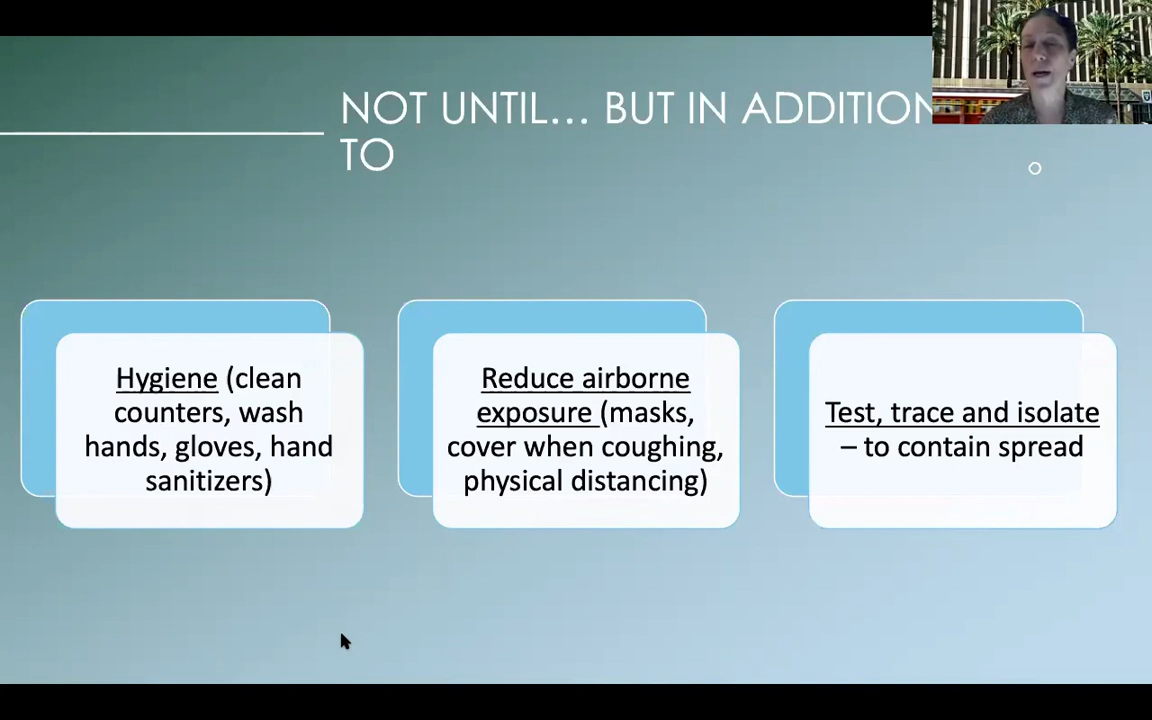 NOT UNTIL... BUT IN ADDITION
TO
Hygiene (clean
counters, wash
hands, gloves, hand
sanitizers)
Reduce airborne
exposure (masks,
cover when coughing,
physical distancing)
Test, trace and isolate
– to contain spread